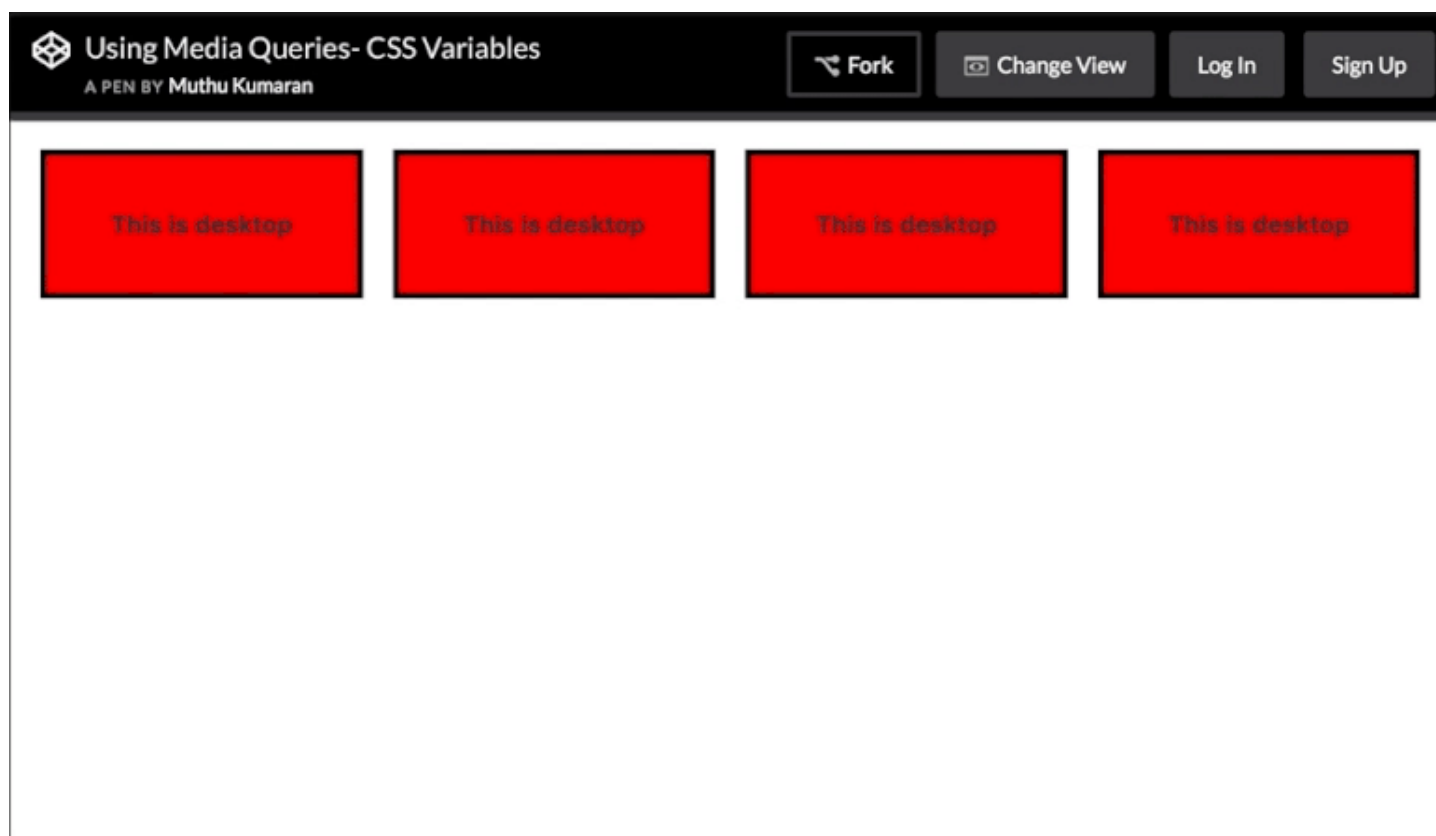 Using Media Queries- CSS Variables
A PEN BY Muthu Kumaran
Fork
Change View
Log In
Sign Up
This is desktop
This is desktop
This is desktop
This is desktop